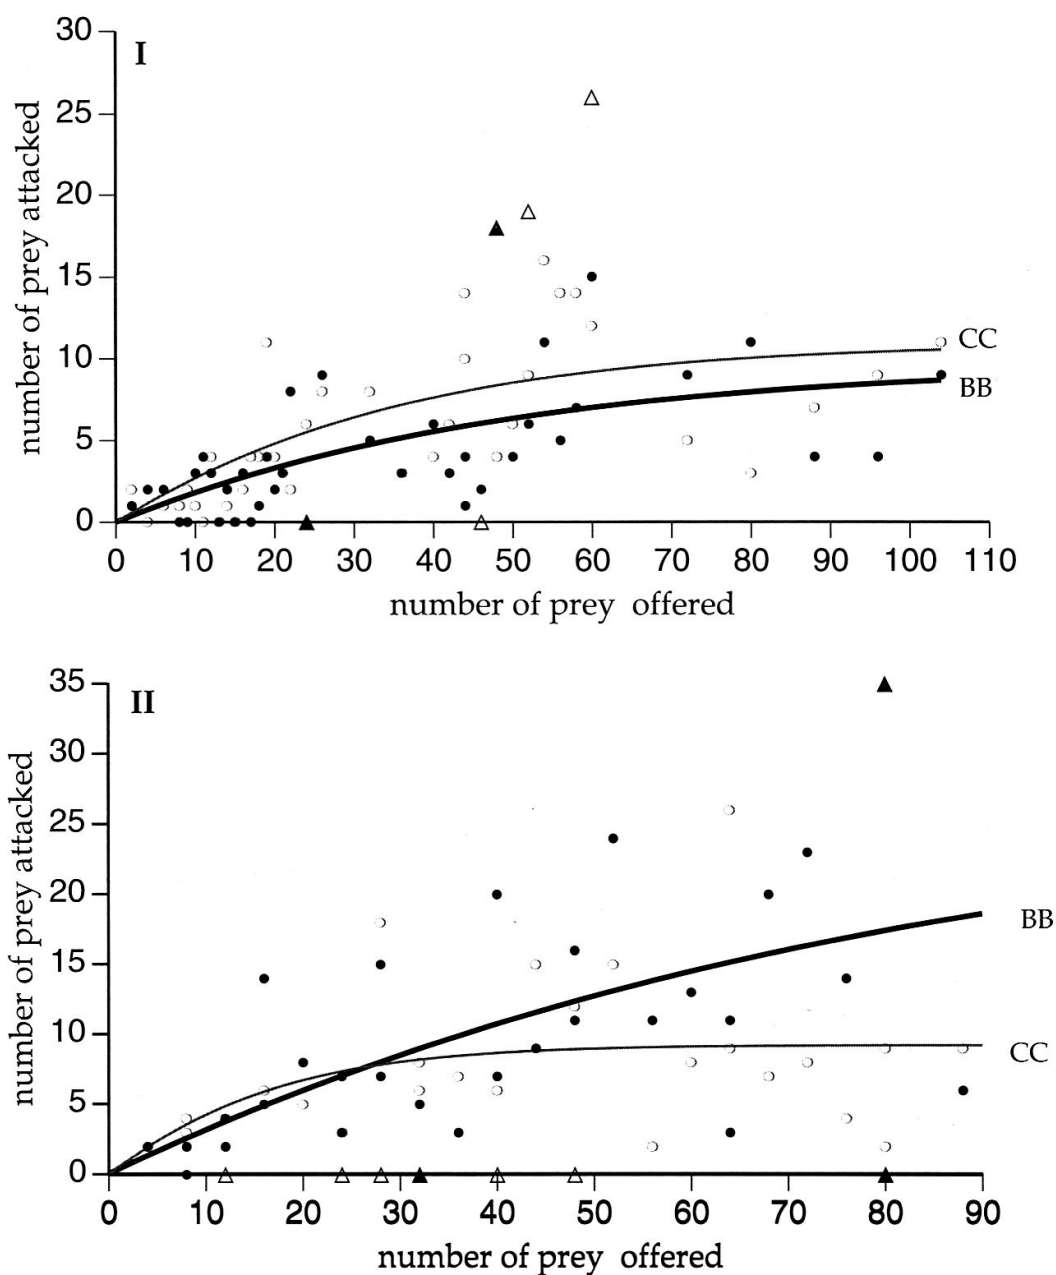 I
30
25
20
15
10
5
0
number of prey attacked
CC
BB
0 10 20 30 40 50 60 70 80 90 100 110
number of prey offered
II
35
30
25
20
15
10
5
0
number of prey attacked
BB
CC
0 10 20 30 40 50 60 70 80 90
number of prey offered